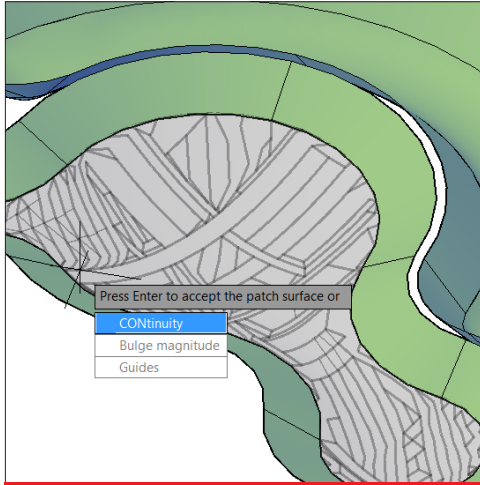 Press Enter to accept the patch surface or
CONtinuity
Bulge magnitude
Guides